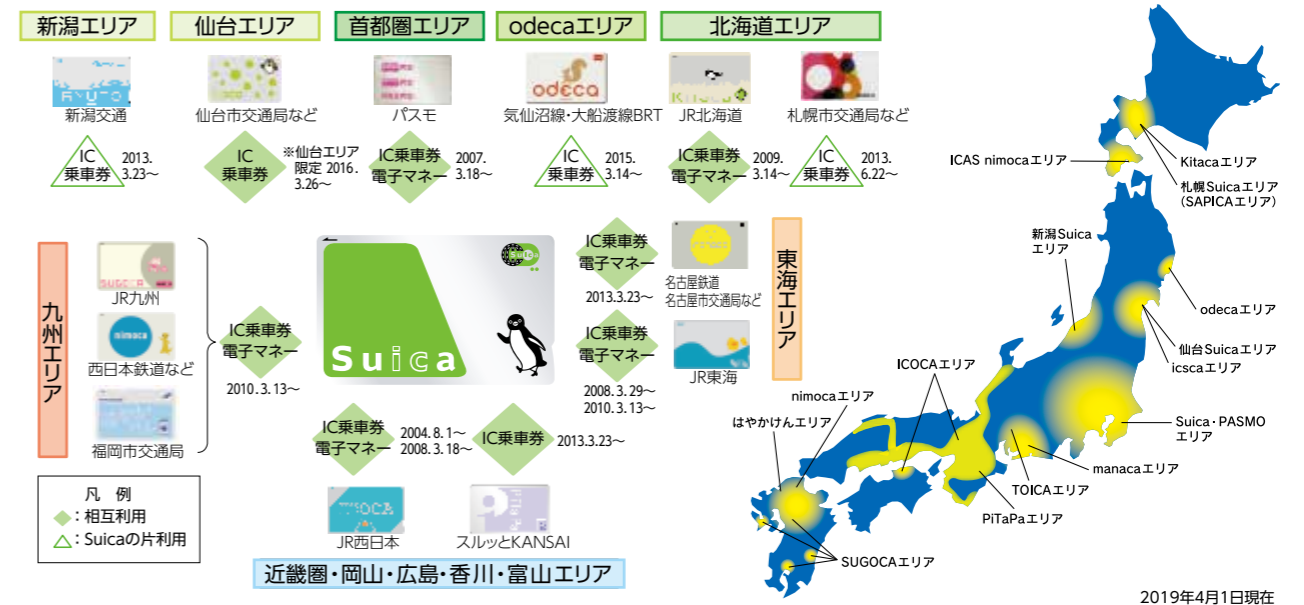 新潟エリア
仙台エリア
首都圏エリア
odecaエリア
北海道エリア
odeca
新潟交通
仙台市交通局など
パスモ
気仙沼線・大船渡線BRT
JR北海道
札幌市交通局など
IC
乗車券
2013.
3.23~
IC
乗車券
※仙台エリア
限定 2016.
3.26~
IC乗車券
電子マネー
2007.
3.18~
IC
乗車券
2015.
3.14~
IC乗車券
電子マネー
2009.
3.14~
IC
乗車券
2013.
6.22~
九州エリア
SUGOCA
JR九州
nimoca
西日本鉄道など
福岡市交通局
IC乗車券
電子マネー
2010.3.13~
Suica
Suica
IC乗車券
電子マネー
2013.3.23~
名古屋鉄道
名古屋市交通局など
IC乗車券
電子マネー
2008.3.29~
2010.3.13~
JR東海
東海エリア
IC乗車券
電子マネー
2004.8.1~
2008.3.18~
IC乗車券
2013.3.23~
ICOCA
JR西日本
スルッとKANSAI
近畿圏・岡山・広島・香川・富山エリア
凡 例
◆:相互利用
△:Suicaの片利用
ICAS nimocaエリア
Kitacaエリア
札幌Suicaエリア
(SAPICAエリア)
新潟Suica
エリア
odecaエリア
仙台Suicaエリア
icscaエリア
ICOCAエリア
nimocaエリア
はやかけんエリア
Suica・PASMO
エリア
manacaエリア
TOICAエリア
PiTaPaエリア
SUGOCAエリア
2019年4月1日現在